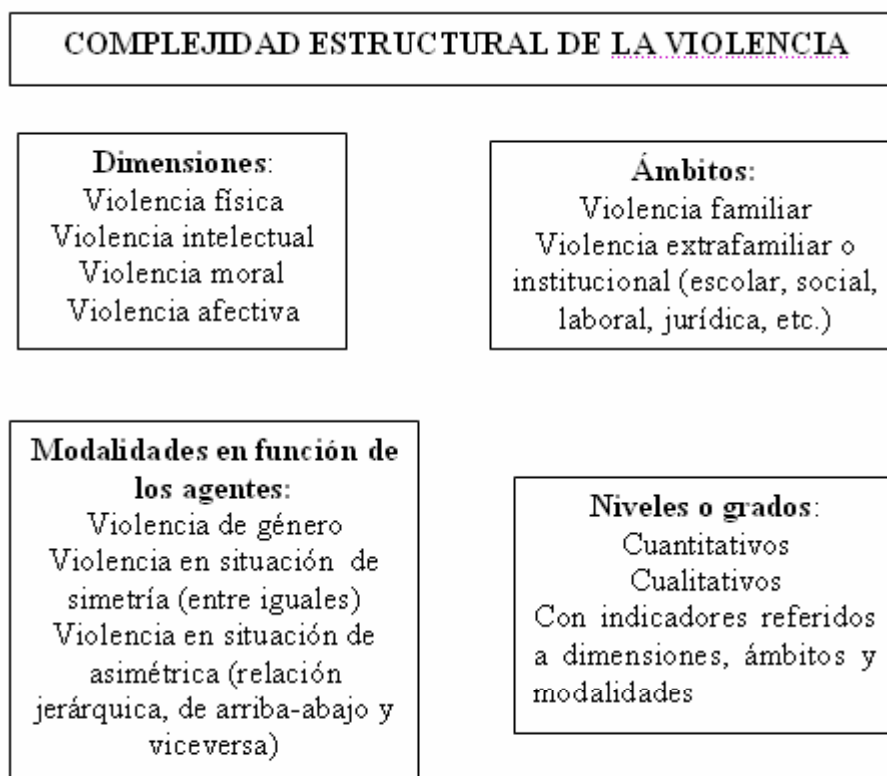 COMPLEJIDAD ESTRUCTURAL DE LA VIOLENCIA
Dimensiones:
Violencia física
Violencia intelectual
Violencia moral
Violencia afectiva
Ámbitos:
Violencia familiar
Violencia extrafamiliar o
institucional (escolar, social,
laboral, jurídica, etc.)
Modalidades en función de
los agentes:
Violencia de género
Violencia en situación de
simetría (entre iguales)
Violencia en situación de
asimétrica (relación
jerárquica, de arriba-abajo y
viceversa)
Niveles o grados:
Cuantitativos
Cualitativos
Con indicadores referidos
a dimensiones, ámbitos y
modalidades